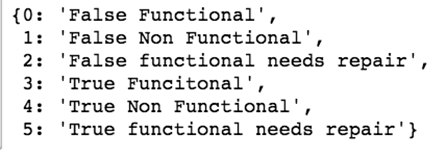 {0: 'False Functional',
1: 'False Non Functional',
2: 'False functional needs repair',
3: 'True Funcitonal',
4: 'True Non Functional',
5: 'True functional needs repair'}